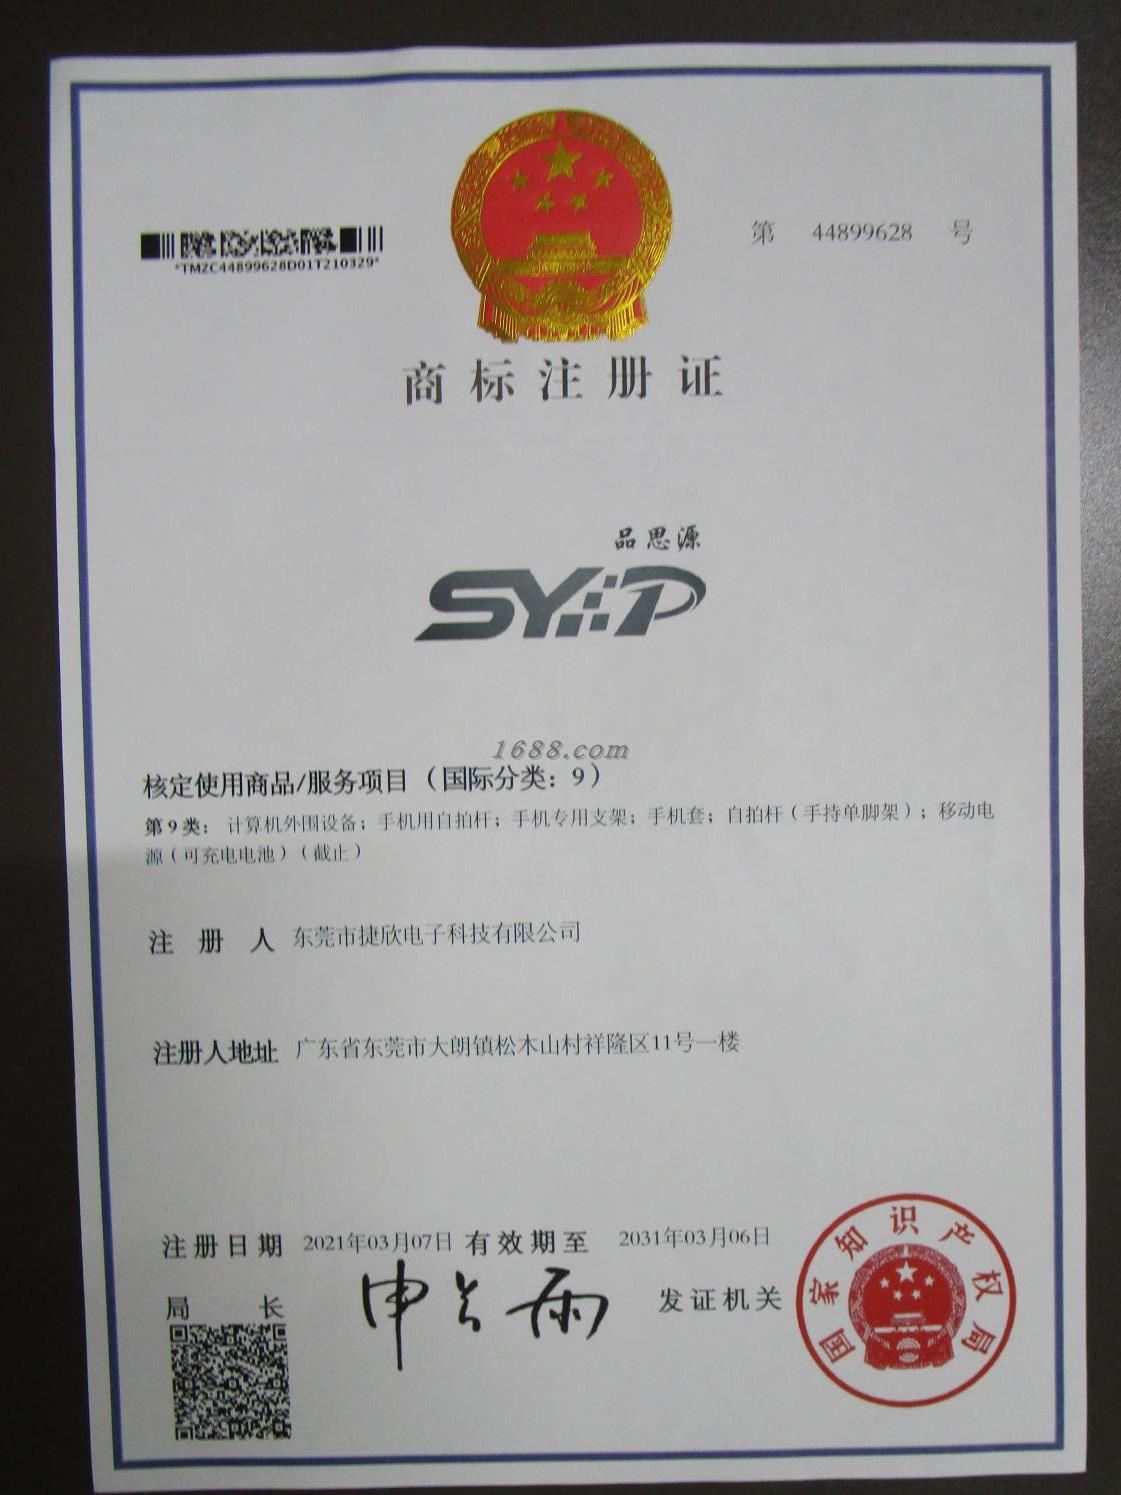 第 44899628 号
*TMZC44899628D01T210329*
商标注册证
品思源
SYP
1688.com
核定使用商品/服务项目（国际分类：9）
第9类：计算机外围设备；手机用自拍杆；手机专用支架；手机套；自拍杆（手持单脚架）；移动电
源（可充电电池）（截止）
注册人 东莞市捷欣电子科技有限公司
注册人地址 广东省东莞市大朗镇松木山村祥隆区11号一楼
注册日期 2021年03月07日 有效期至 2031年03月06日
局长 申长雨 发证机关
国家知识产权局